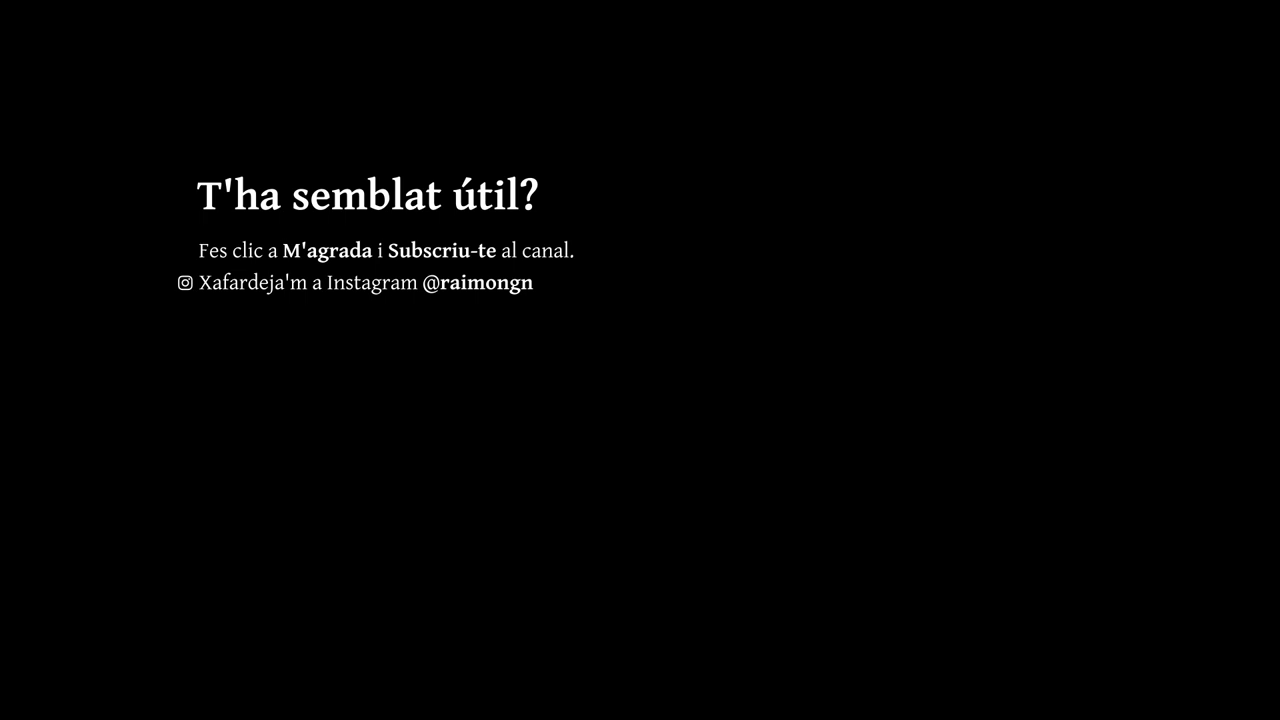 T'ha semblat útil?
Fes clic a M'agrada i Subscriu-te al canal.
Xafardeja'm a Instagram @raimongn